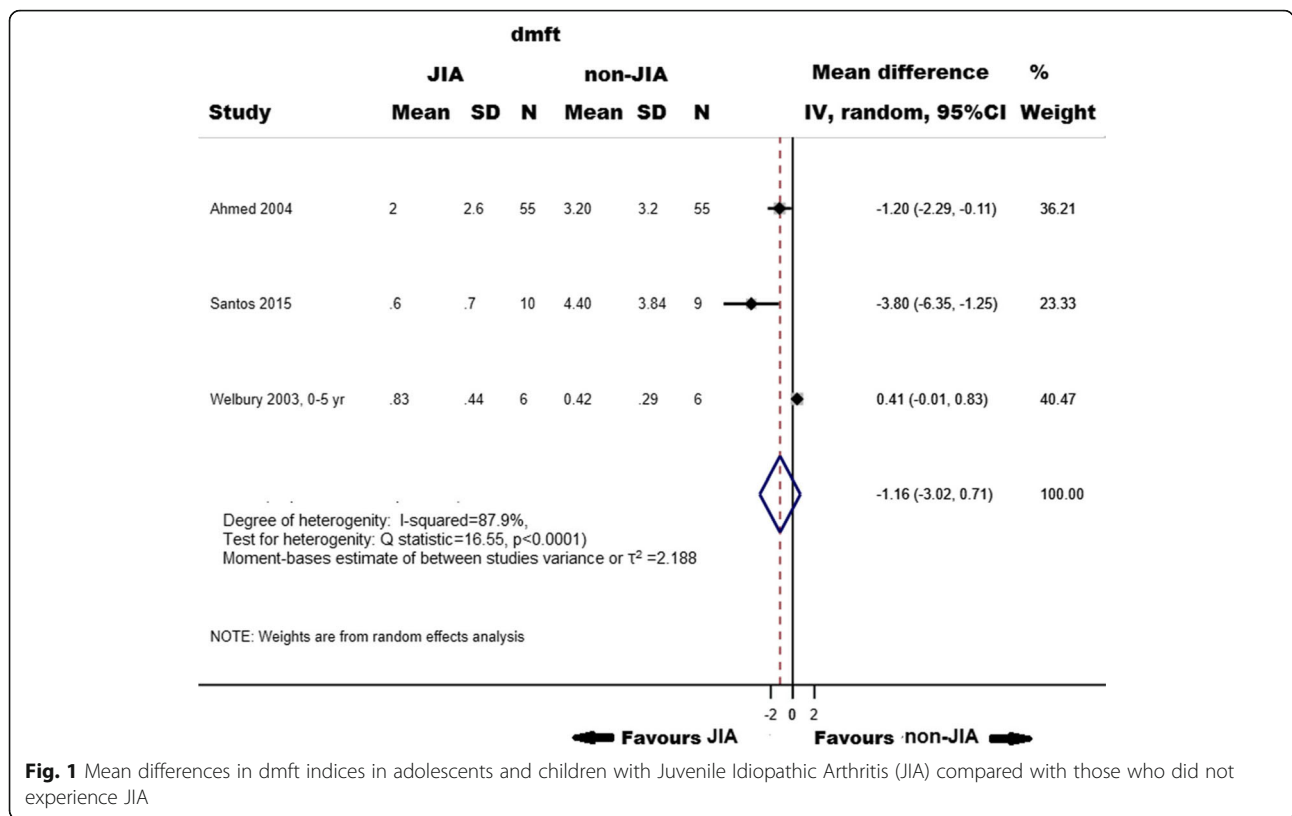 dmft
JIA non-JIA Mean difference %
Study Mean SD N Mean SD N IV, random, 95%CI Weight
Ahmed 2004 2 2.6 55 3.20 3.2 55 -1.20 (-2.29, -0.11) 36.21
Santos 2015 .6 .7 10 4.40 3.84 9 -3.80 (-6.35, -1.25) 23.33
Welbury 2003, 0-5 yr .83 .44 6 0.42 .29 6 0.41 (-0.01, 0.83) 40.47
-1.16 (-3.02, 0.71) 100.00
Degree of heterogenity: I-squared=87.9%,
Test for heterogenity: Q statistic=16.55, p<0.0001)
Moment-bases estimate of between studies variance or τ² =2.188
NOTE: Weights are from random effects analysis
-2 0 2
Favours JIA Favours non-JIA
Fig. 1 Mean differences in dmft indices in adolescents and children with Juvenile Idiopathic Arthritis (JIA) compared with those who did not
experience JIA